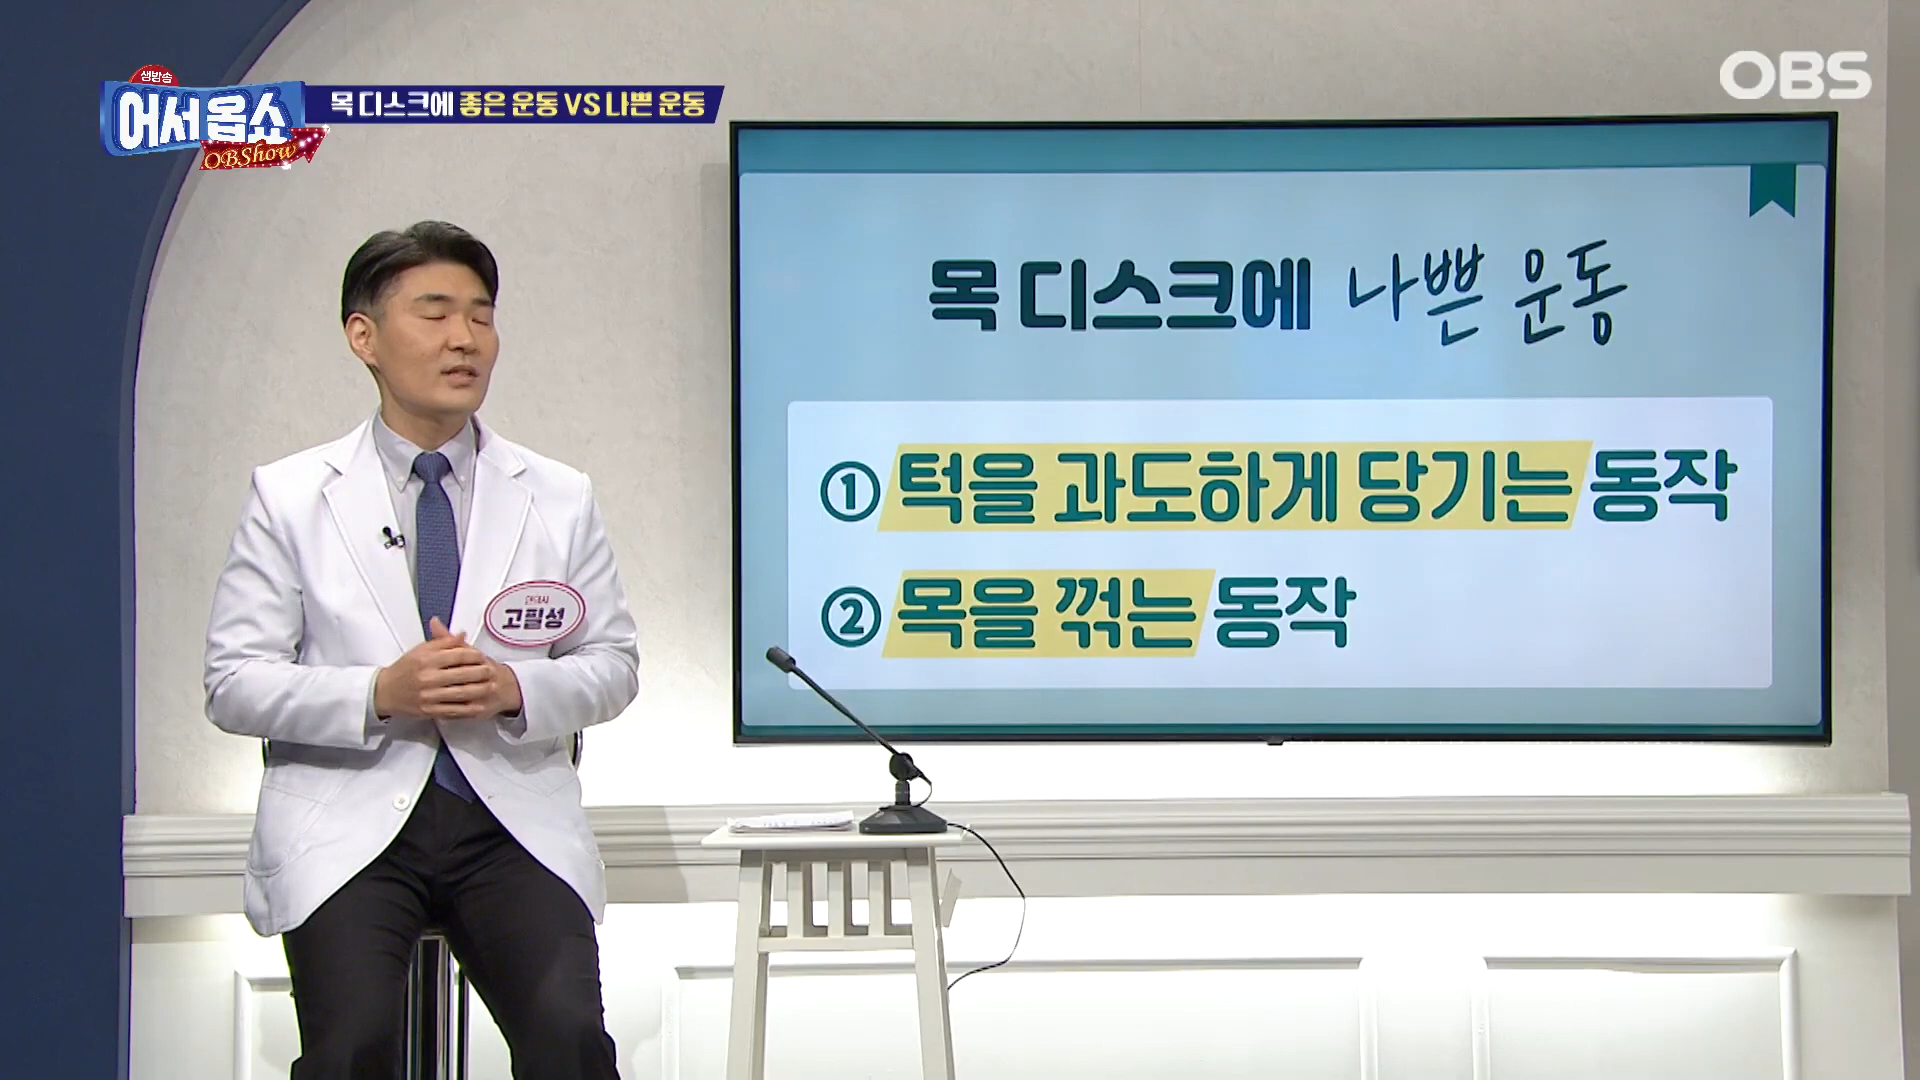 생방송
어서옵쇼
OBShow
목 디스크에 좋은 운동 VS 나쁜 운동
OBS
목 디스크에 나쁜 운동
① 턱을 과도하게 당기는 동작
② 목을 꺾는 동작
고필성